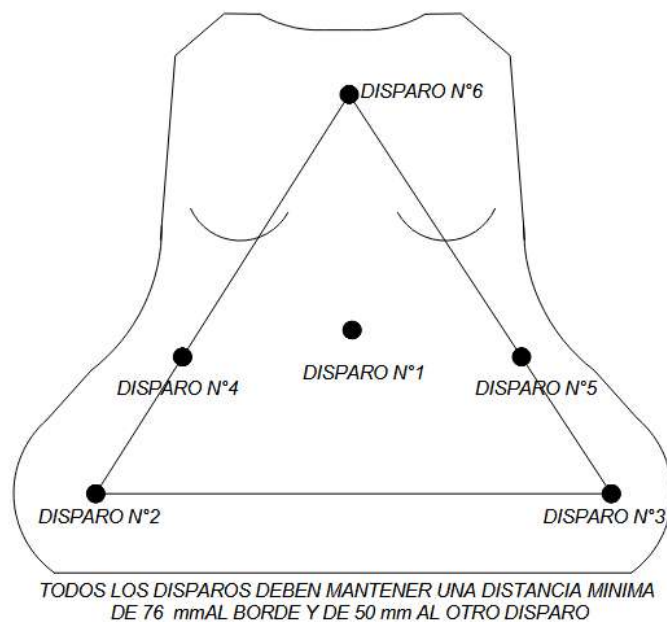 DISPARO N°6
DISPARO N°1
DISPARO N°4
DISPARO N°5
DISPARO N°2
DISPARO N°3
TODOS LOS DISPAROS DEBEN MANTENER UNA DISTANCIA MINIMA
DE 76 mmAL BORDE Y DE 50 mm AL OTRO DISPARO